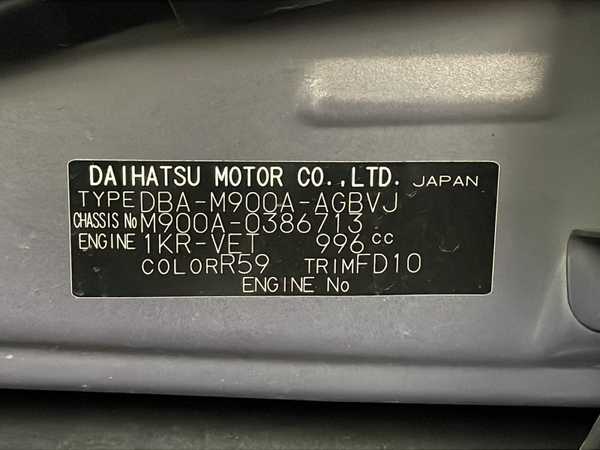 DAIHATSU MOTOR CO.,LTD. JAPAN
TYPE DBA-M900A-AGBVJ
CHASSIS No M900A-0386713
ENGINE 1KR-VET 996 cc
COLOR R59 TRIM FD10
ENGINE No